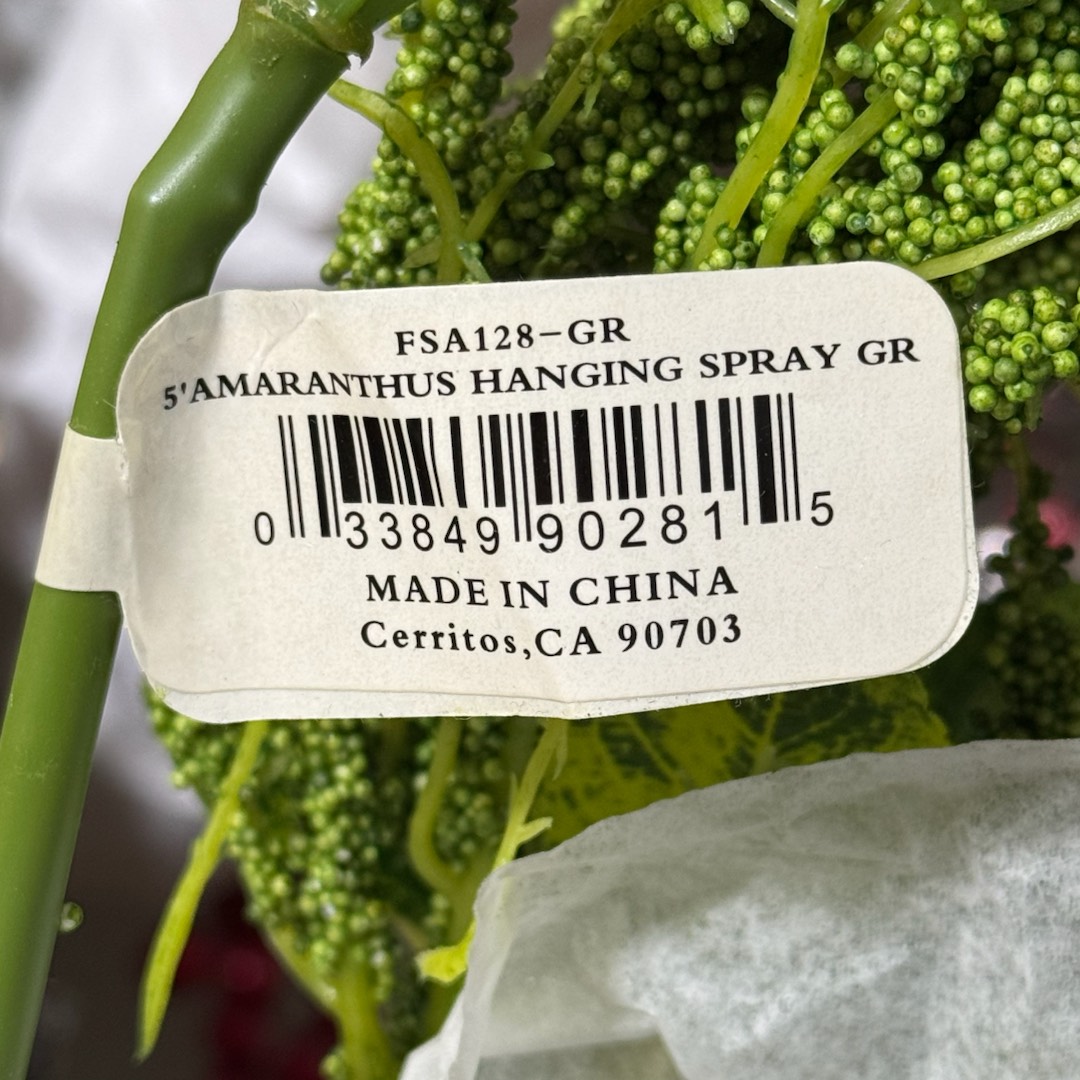 FSA128-GR
5'AMARANTHUS HANGING SPRAY GR
0 33849 90281 5
MADE IN CHINA
Cerritos,CA 90703